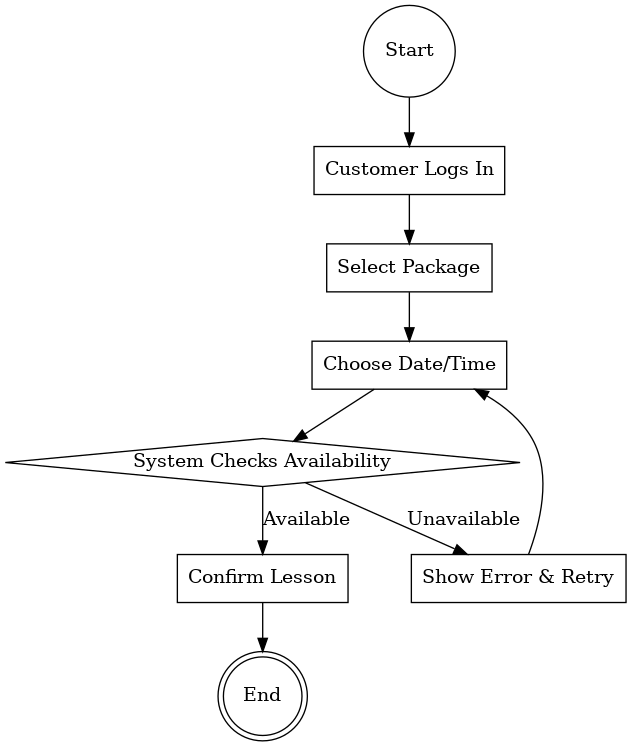 Start
Customer Logs In
Select Package
Choose Date/Time
System Checks Availability
Available
Unavailable
Confirm Lesson
Show Error & Retry
End